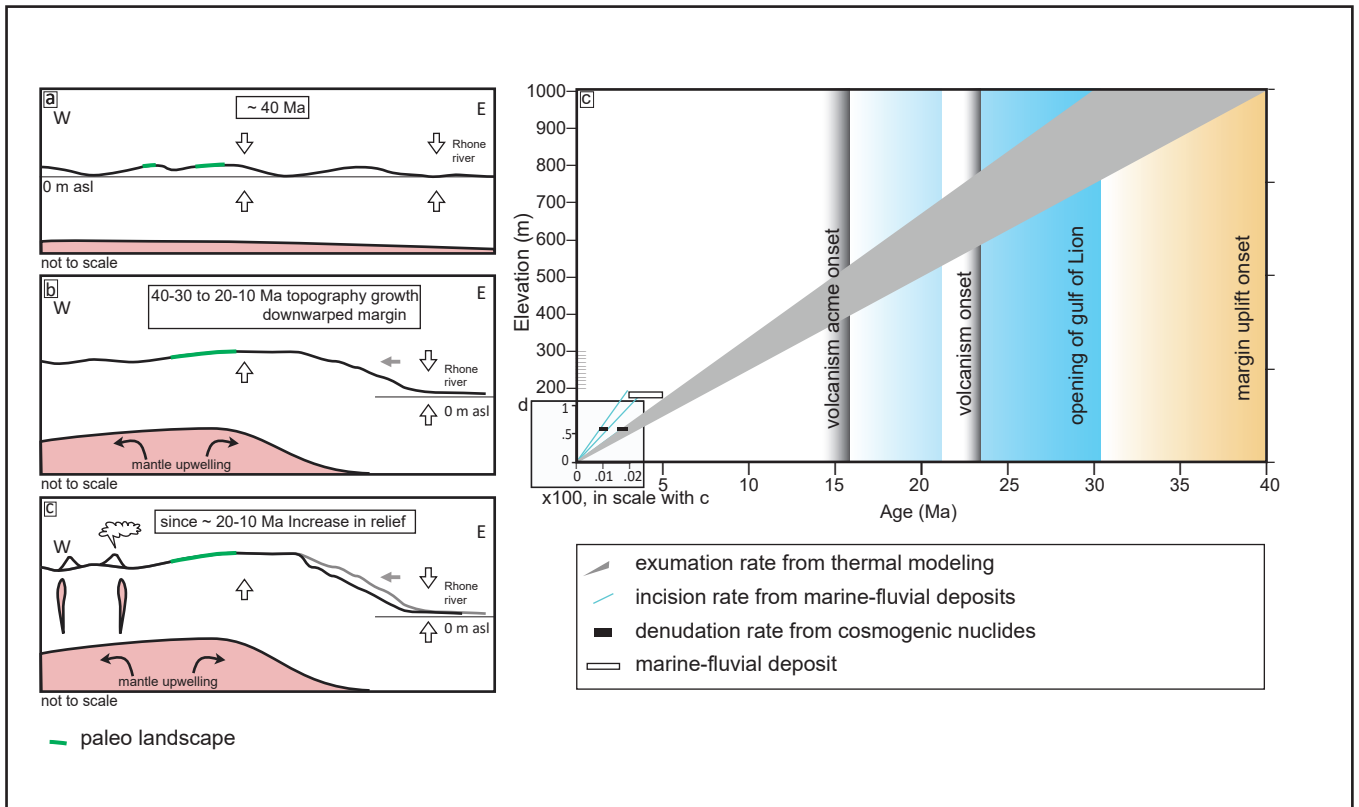 a
W
~ 40 Ma
E
Rhone
river
0 m asl
not to scale
b
W
40-30 to 20-10 Ma topography growth
downwarped margin
E
Rhone
river
0 m asl
mantle upwelling
not to scale
c
since ~ 20-10 Ma Increase in relief
W
E
Rhone
river
0 m asl
mantle upwelling
not to scale
paleo landscape
c
Elevation (m)
1000
900
800
700
600
500
400
300
200
d
1
.5
0
0
.01
.02
5
10
15
20
25
30
35
40
x100, in scale with c
Age (Ma)
volcanism acme onset
volcanism onset
opening of gulf of Lion
margin uplift onset
exumation rate from thermal modeling
incision rate from marine-fluvial deposits
denudation rate from cosmogenic nuclides
marine-fluvial deposit